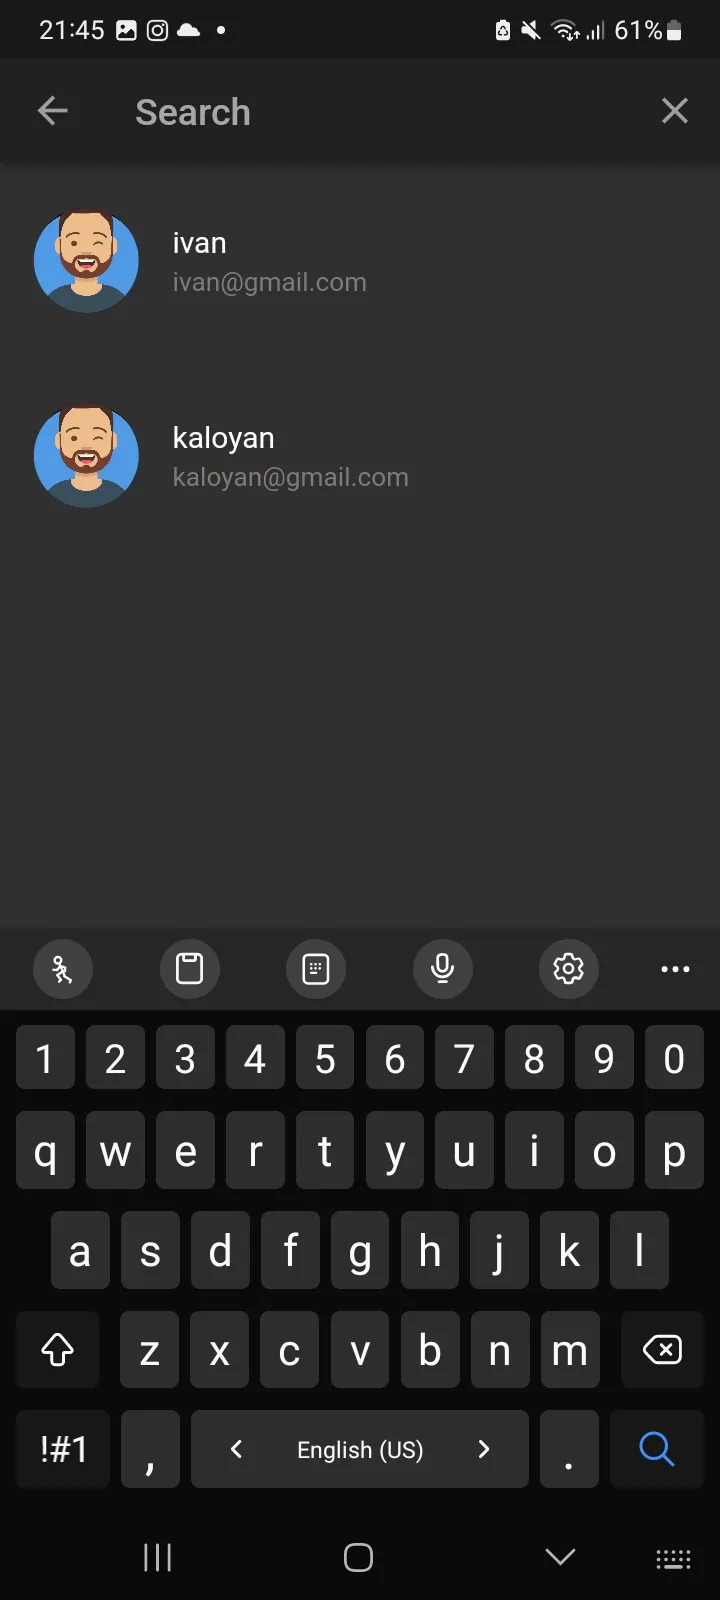 21:45 61%
Search
ivan
ivan@gmail.com
kaloyan
kaloyan@gmail.com
1 2 3 4 5 6 7 8 9 0
q w e r t y u i o p
a s d f g h j k l
z x c v b n m
!#1 , English (US) .